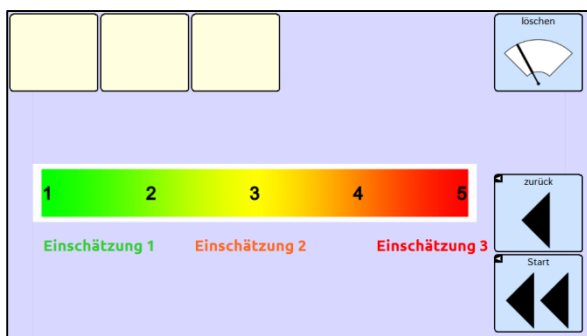 löschen
1 2 3 4 5
zurück
Einschätzung 1 Einschätzung 2 Einschätzung 3
Start